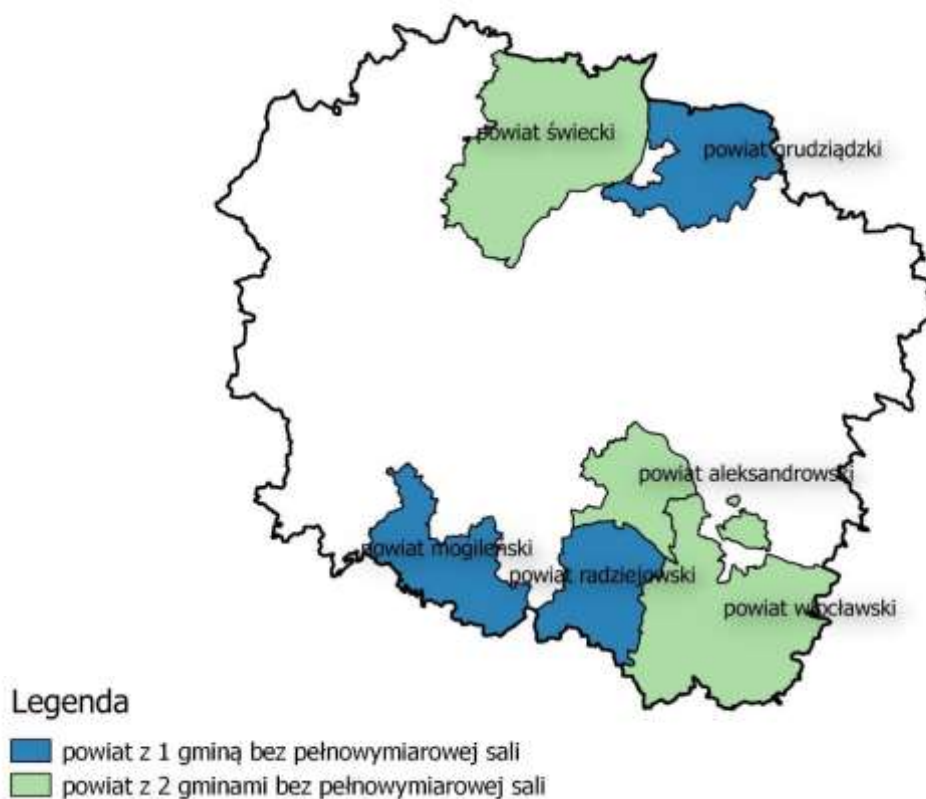 powiat świecki
powiat grudziądzki
powiat aleksandrowski
powiat mogileński
powiat radziejowski
powiat włocławski
Legenda
powiat z 1 gminą bez pełnowymiarowej sali
powiat z 2 gminami bez pełnowymiarowej sali